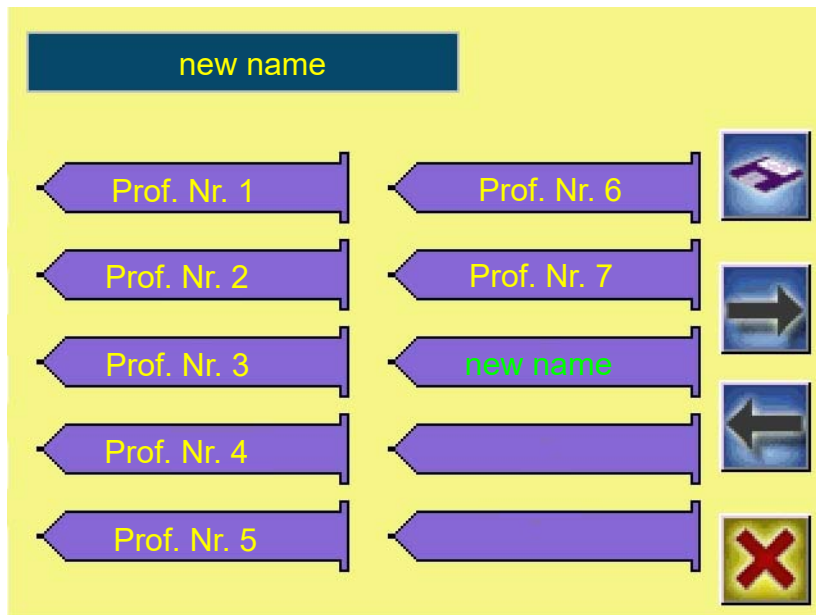 new name
Prof. Nr. 1
Prof. Nr. 2
Prof. Nr. 3
Prof. Nr. 4
Prof. Nr. 5
Prof. Nr. 6
Prof. Nr. 7
new name